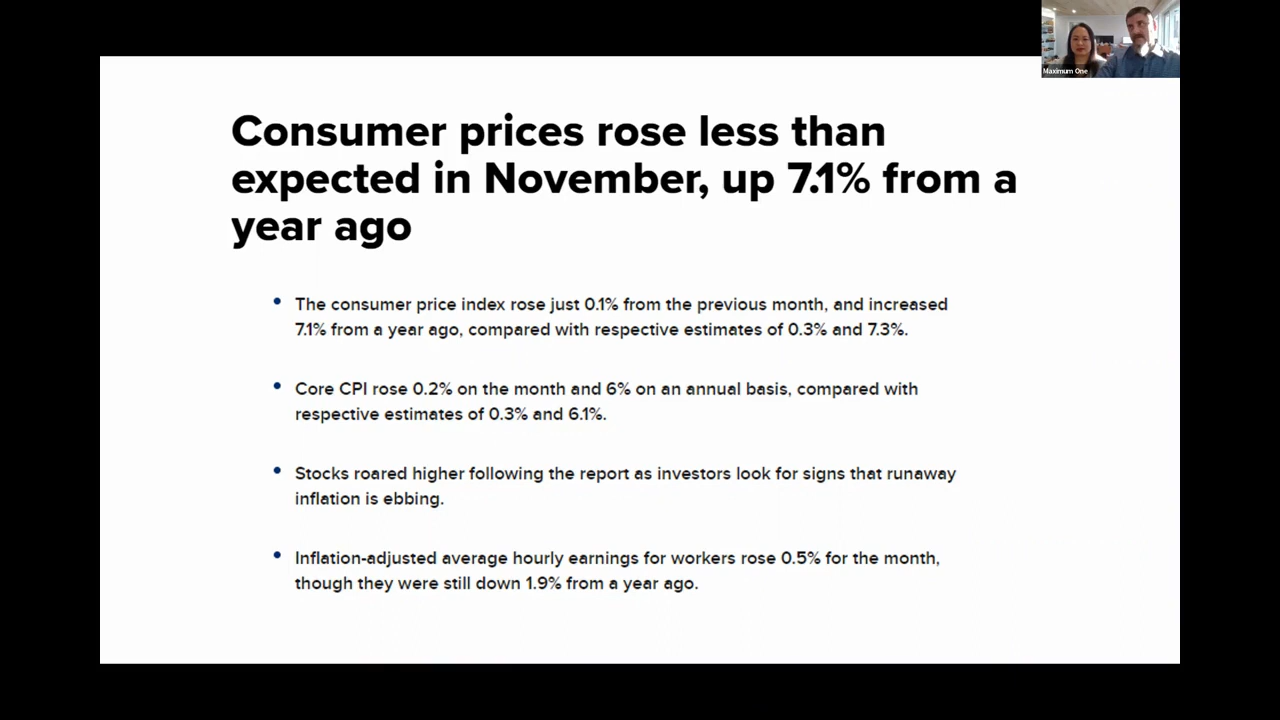 Maximum One
Consumer prices rose less than
expected in November, up 7.1% from a
year ago
• The consumer price index rose just 0.1% from the previous month, and increased
7.1% from a year ago, compared with respective estimates of 0.3% and 7.3%.
• Core CPI rose 0.2% on the month and 6% on an annual basis, compared with
respective estimates of 0.3% and 6.1%.
• Stocks roared higher following the report as investors look for signs that runaway
inflation is ebbing.
• Inflation-adjusted average hourly earnings for workers rose 0.5% for the month,
though they were still down 1.9% from a year ago.